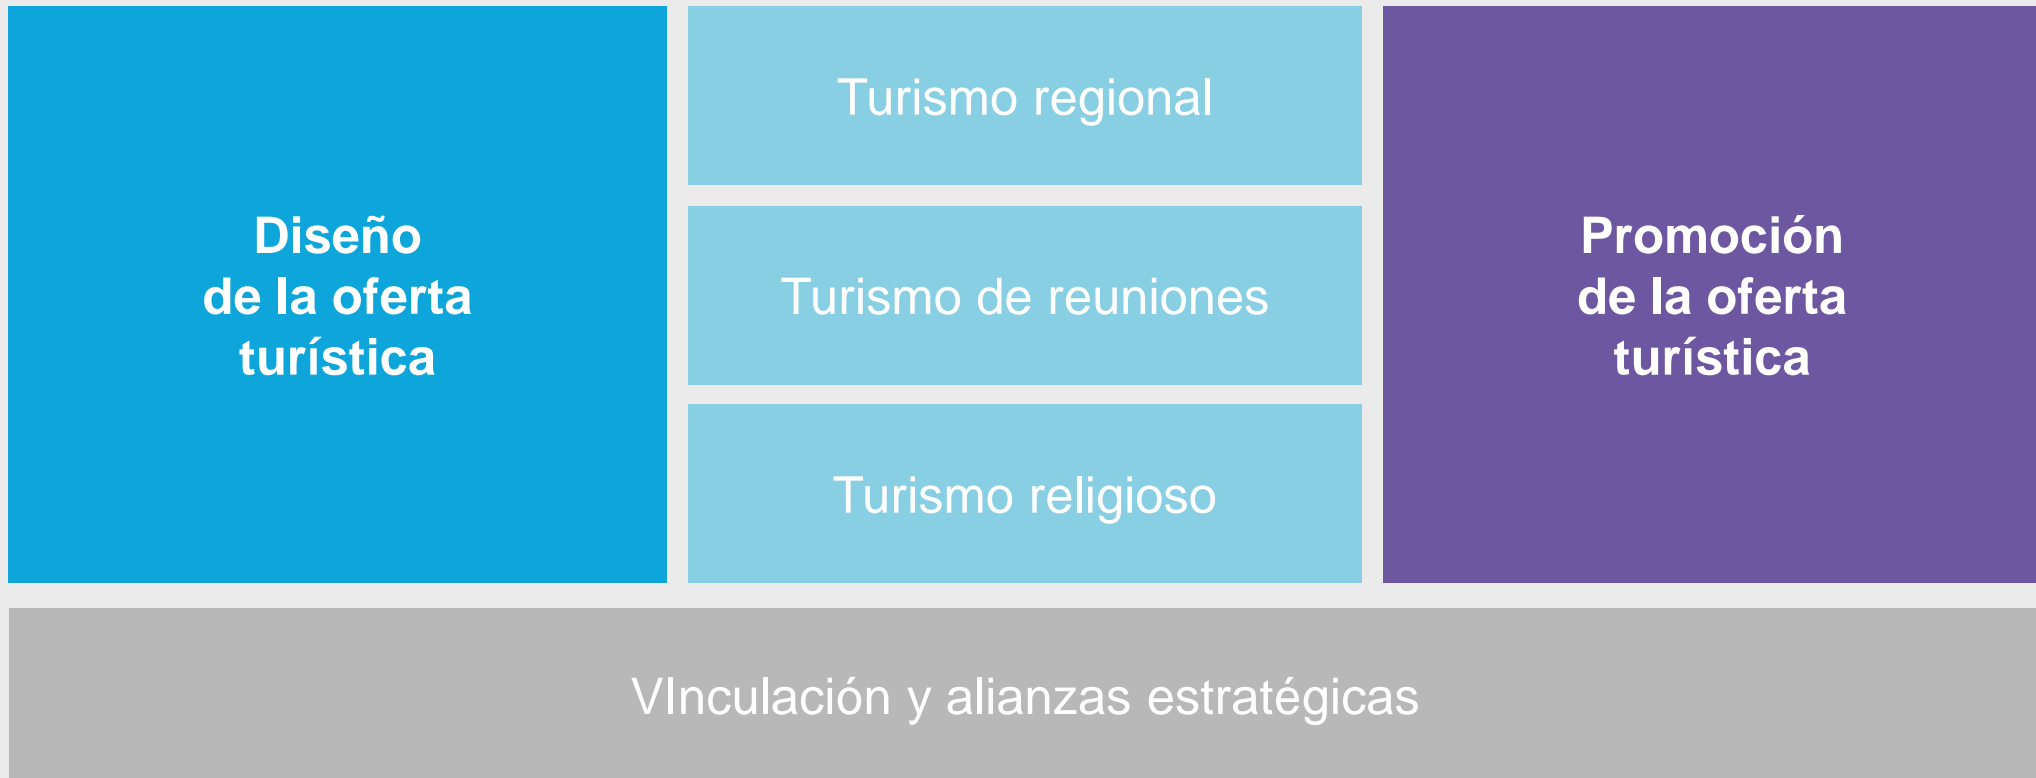 Diseño
de la oferta
turística
Turismo regional
Turismo de reuniones
Turismo religioso
Promoción
de la oferta
turística
VInculación y alianzas estratégicas